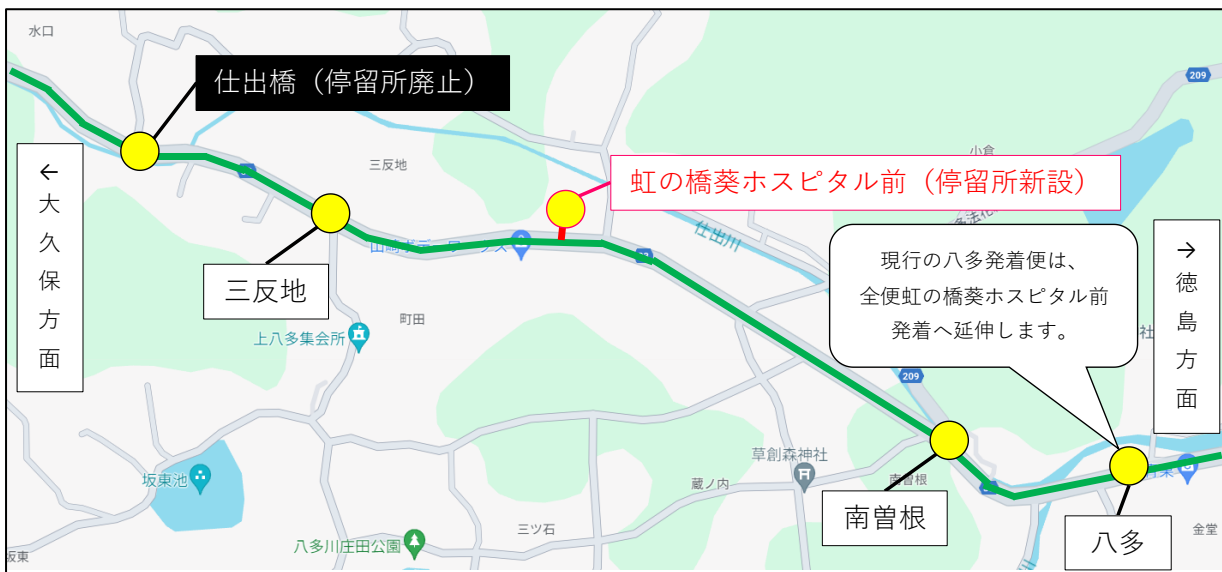 水口
仕出橋（停留所廃止）
209
←大久保方面
三反地
小倉
虹の橋葵ホスピタル前（停留所新設）
仕出川
現行の八多発着便は、
全便虹の橋葵ホスピタル前
発着へ延伸します。
→徳島方面
三反地
町田
上八多集会所
209
坂東池
草創森神社
蔵ノ内
南曽根
南曽根
八多
三ツ石
八多川庄田公園
金堂
坂東